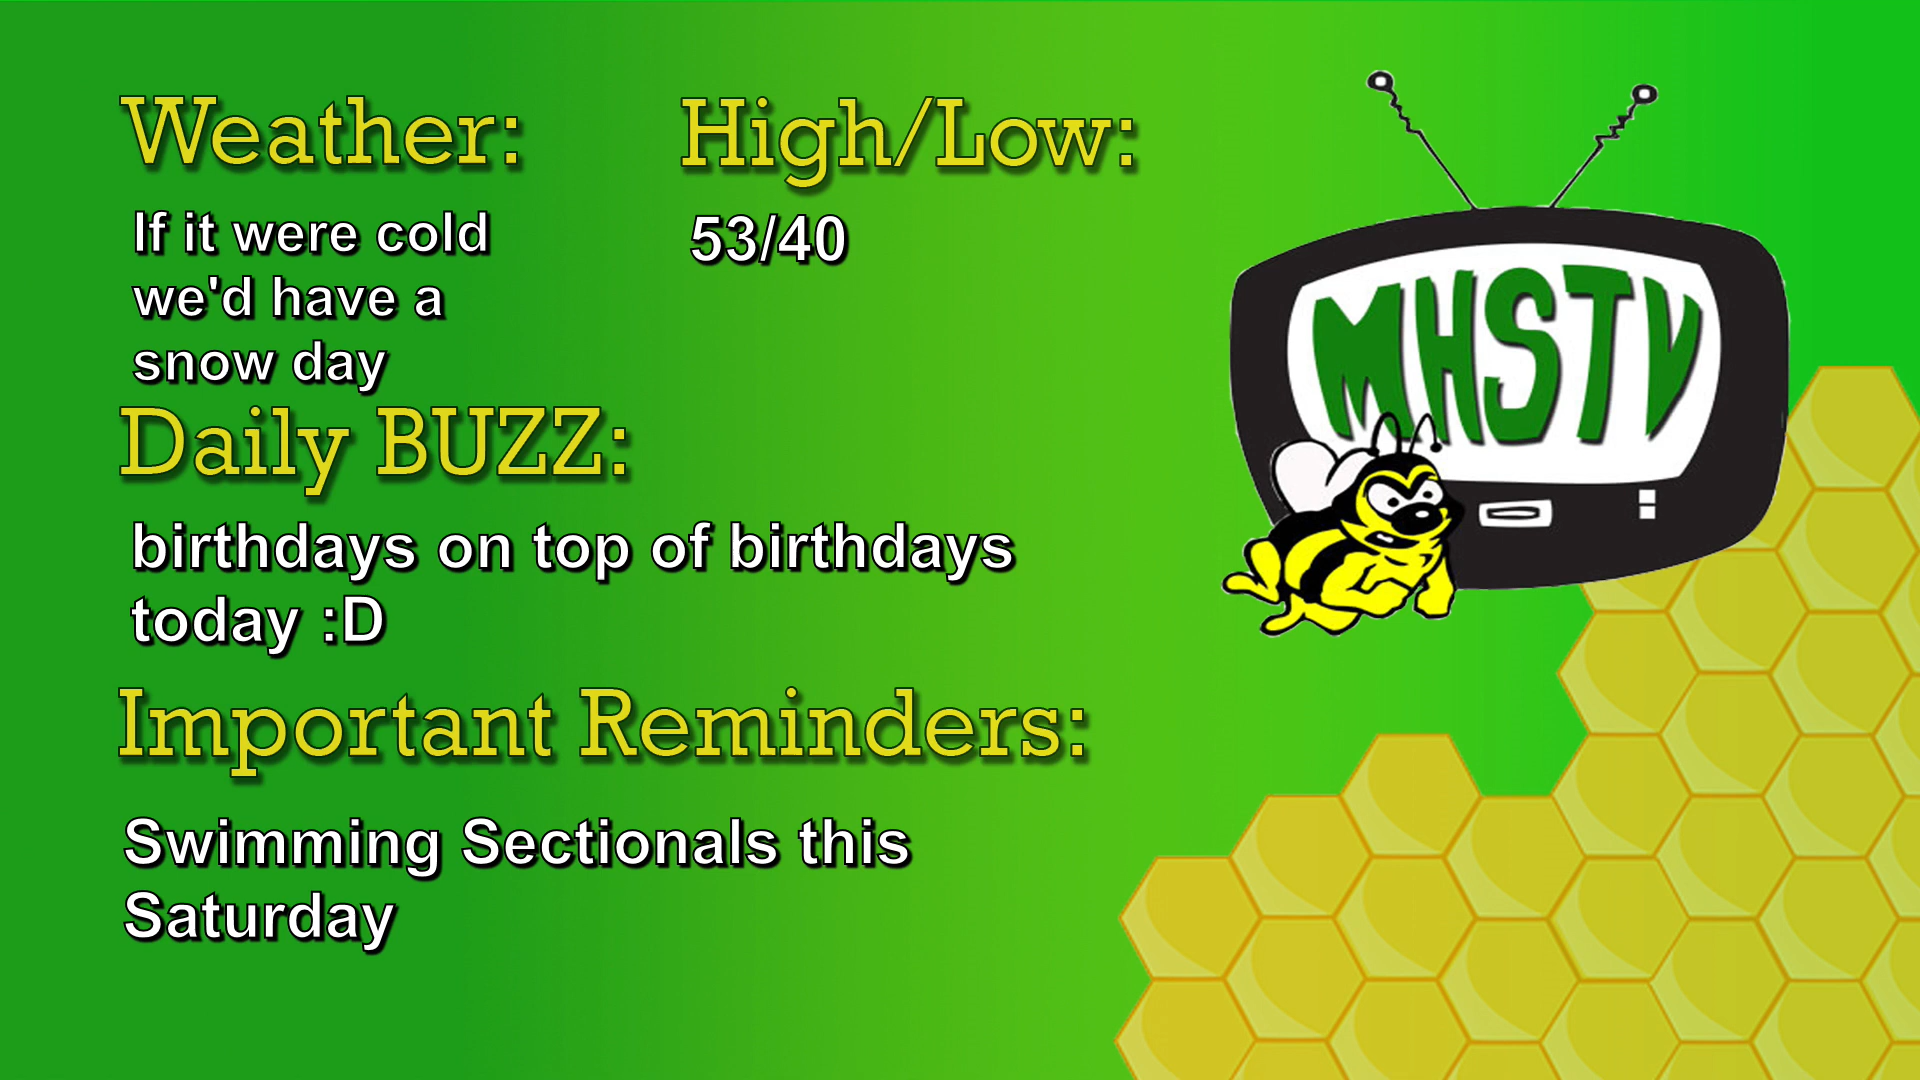 Weather:
If it were cold
we'd have a
snow day
High/Low:
53/40
Daily BUZZ:
birthdays on top of birthdays
today :D
Important Reminders:
Swimming Sectionals this
Saturday
MHSTV